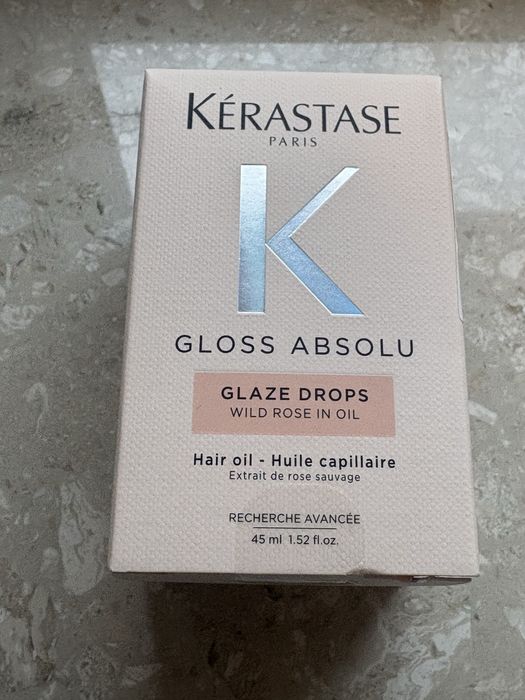 KÉRASTASE
PARIS
K
GLOSS ABSOLU
GLAZE DROPS
WILD ROSE IN OIL
Hair oil - Huile capillaire
Extrait de rose sauvage
RECHERCHE AVANCÉE
45 ml 1.52 fl.oz.